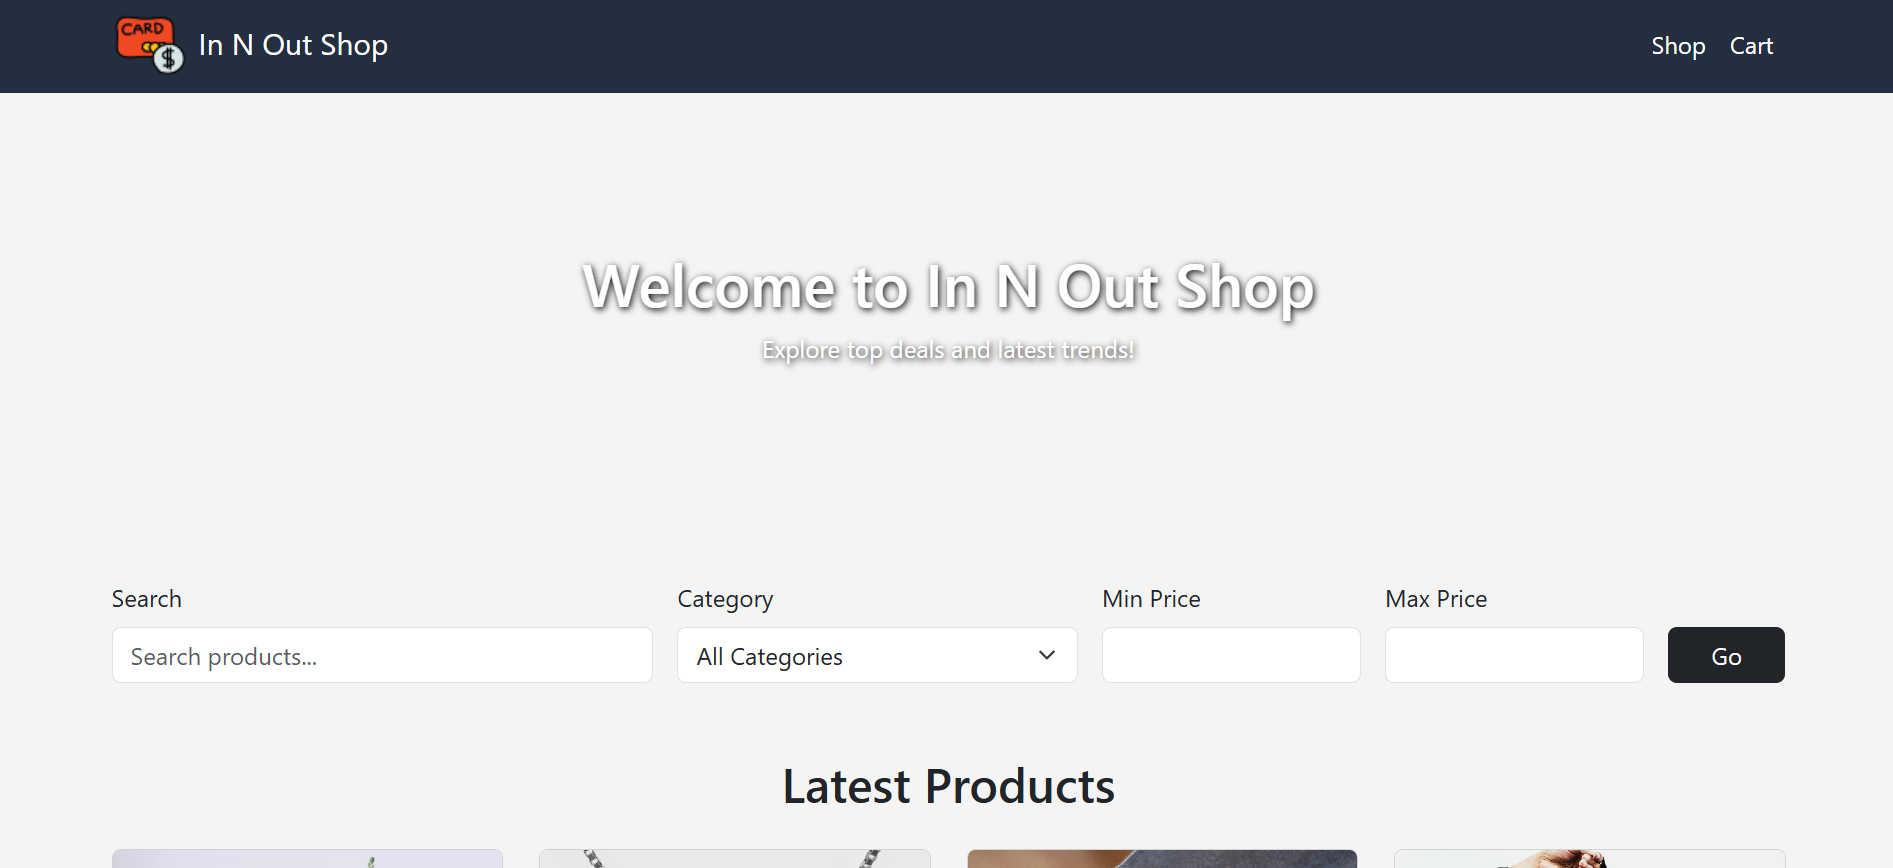 CARD
$
In N Out Shop
Shop
Cart
Welcome to In N Out Shop
Explore top deals and latest trends!
Search
Category
Min Price
Max Price
Search products...
All Categories
Go
Latest Products